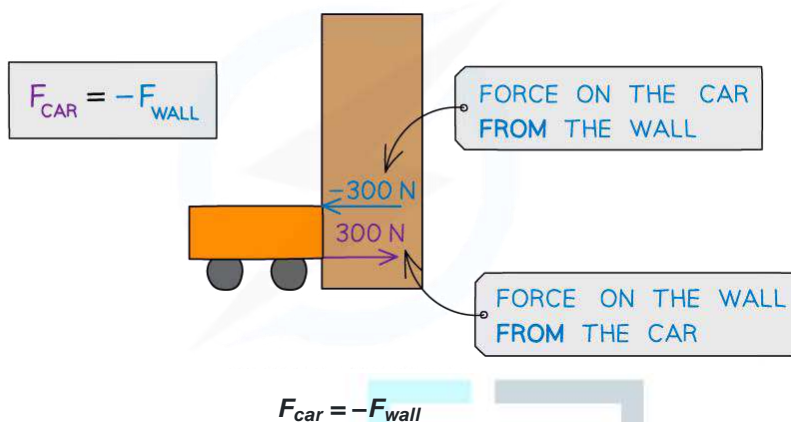 F_CAR = −F_WALL
FORCE ON THE CAR
FROM THE WALL
−300 N
300 N
FORCE ON THE WALL
FROM THE CAR
F_car = −F_wall